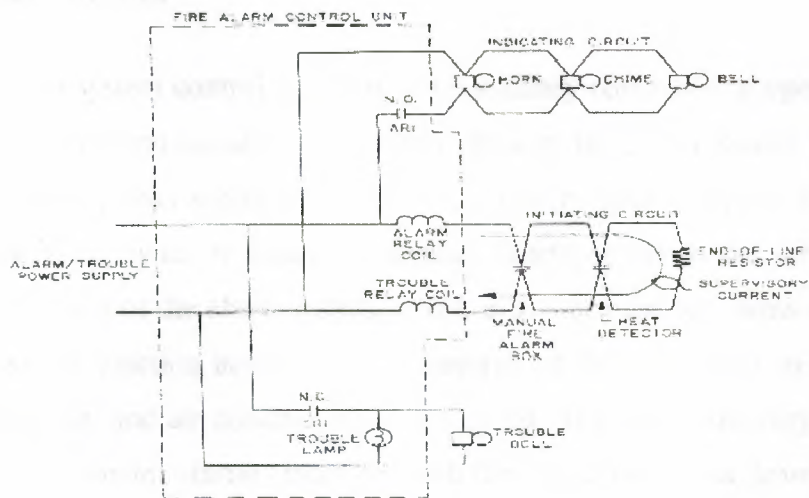 FIRE ALARM CONTROL UNIT
INDICATING CIRCUIT
HORN
CHIME
BELL
N.O.
AR1
INITIATING CIRCUIT
ALARM
RELAY
COIL
ALARM/TROUBLE
POWER SUPPLY
END-OF-LINE
RESISTOR
TROUBLE
RELAY COIL
SUPERVISORY
CURRENT
MANUAL
FIRE
ALARM
BOX
HEAT
DETECTOR
N.C.
TROUBLE
LAMP
TROUBLE
BELL